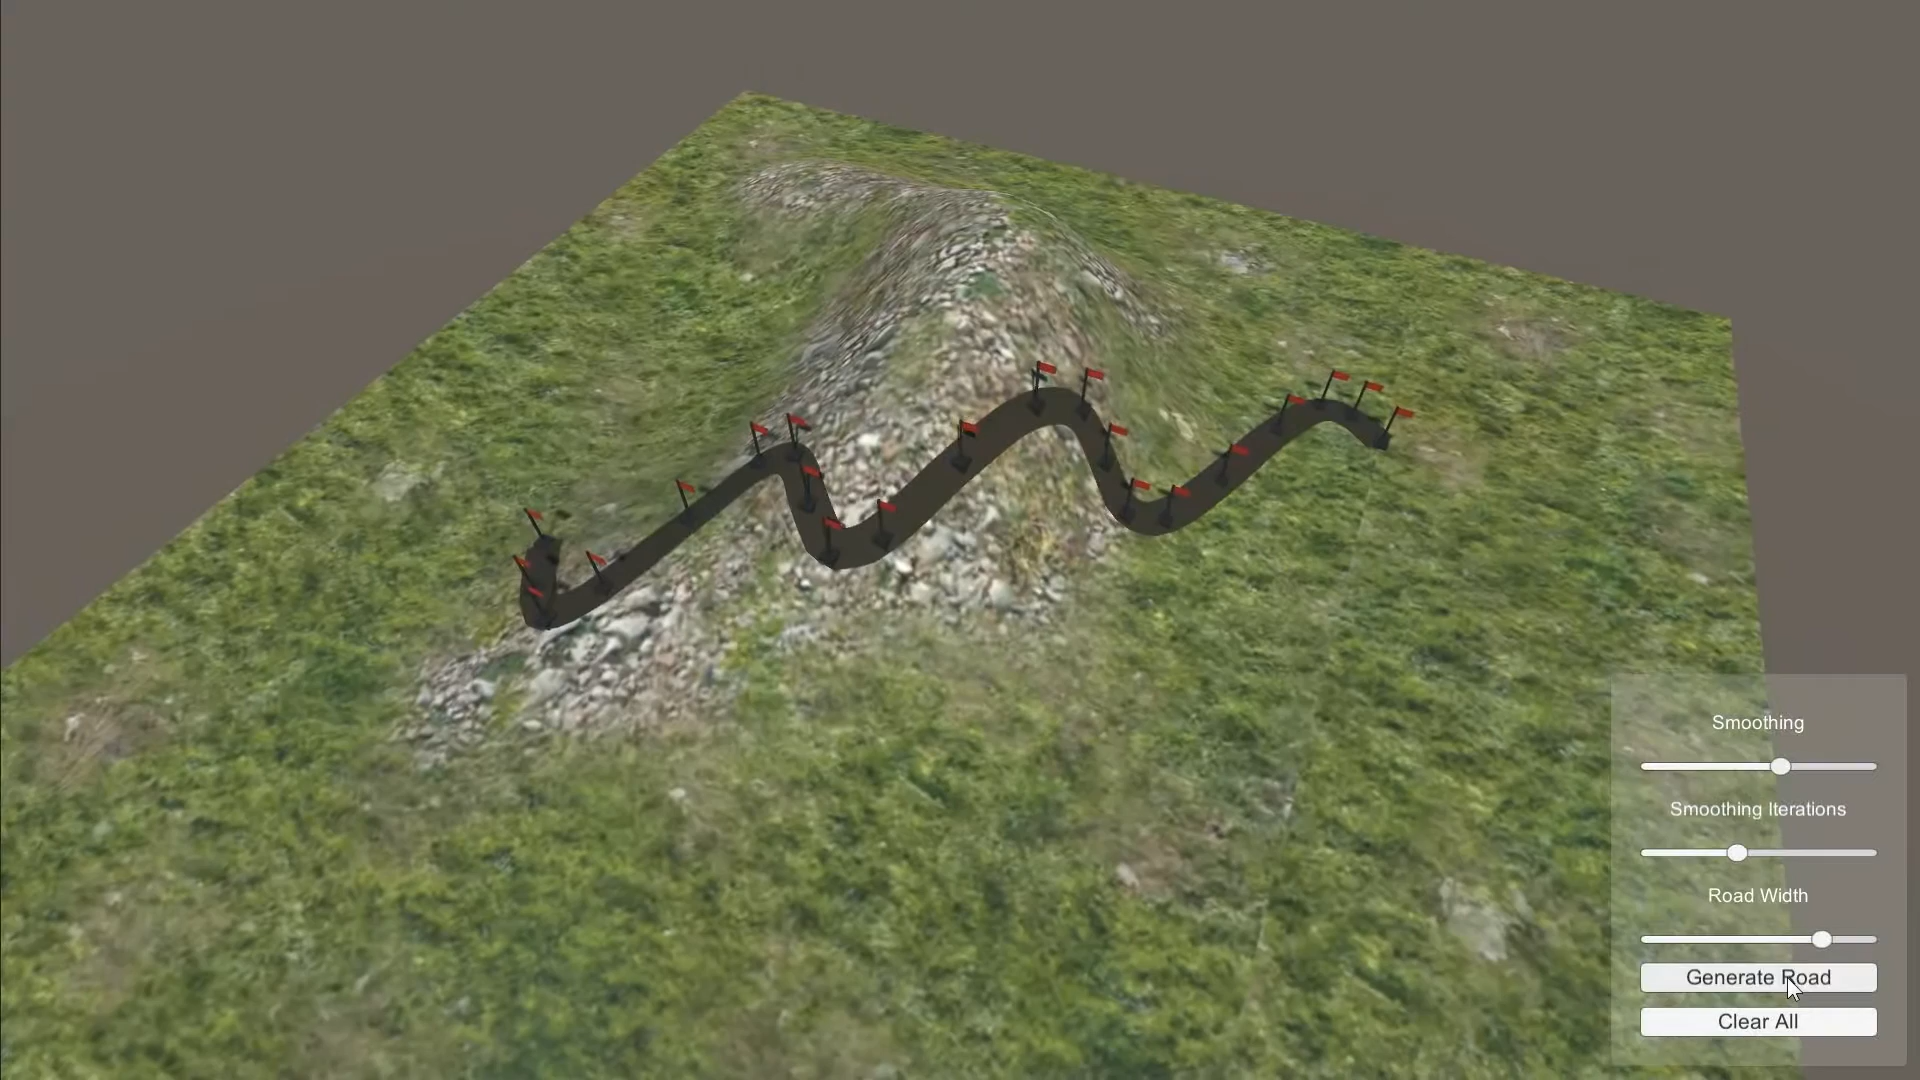 Smoothing
Smoothing Iterations
Road Width
Generate Road
Clear All